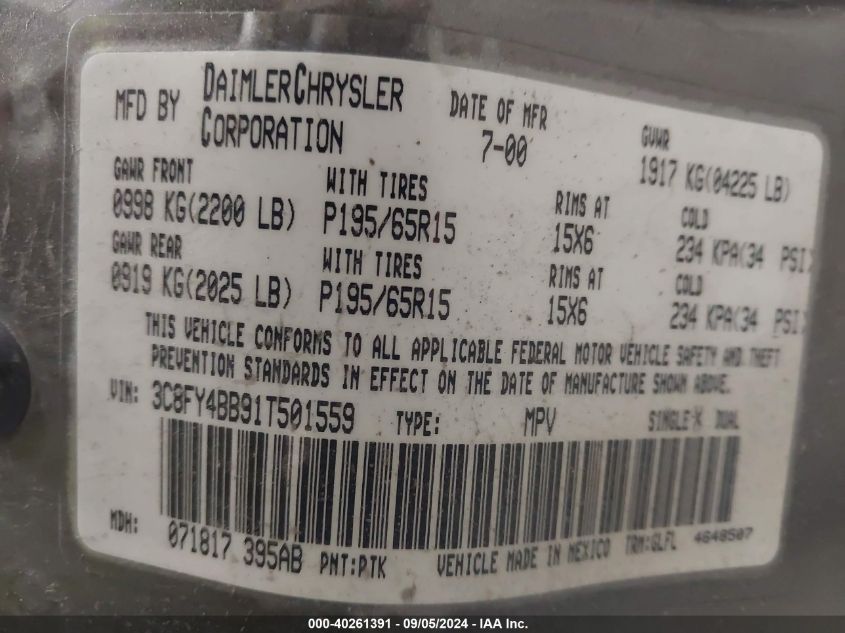 MFD BY DAIMLERCHRYSLER CORPORATION DATE OF MFR 7-00 GVWR 1917 KG(04225 LB)
GAWR FRONT WITH TIRES RIMS AT COLD
0998 KG(2200 LB) P195/65R15 15X6 234 KPA(34 PSI)
GAWR REAR WITH TIRES RIMS AT COLD
0919 KG(2025 LB) P195/65R15 15X6 234 KPA(34 PSI)
THIS VEHICLE CONFORMS TO ALL APPLICABLE FEDERAL MOTOR VEHICLE SAFETY AND THEFT
PREVENTION STANDARDS IN EFFECT ON THE DATE OF MANUFACTURE SHOWN ABOVE.
VIN: 3C8FY4BB91T501559 TYPE: MPV SINGLE X DUAL
MDH: 071817 395AB PNT:PTK VEHICLE MADE IN MEXICO TRM:GLFL 4648507
000-40261391 - 09/05/2024 - IAA Inc.